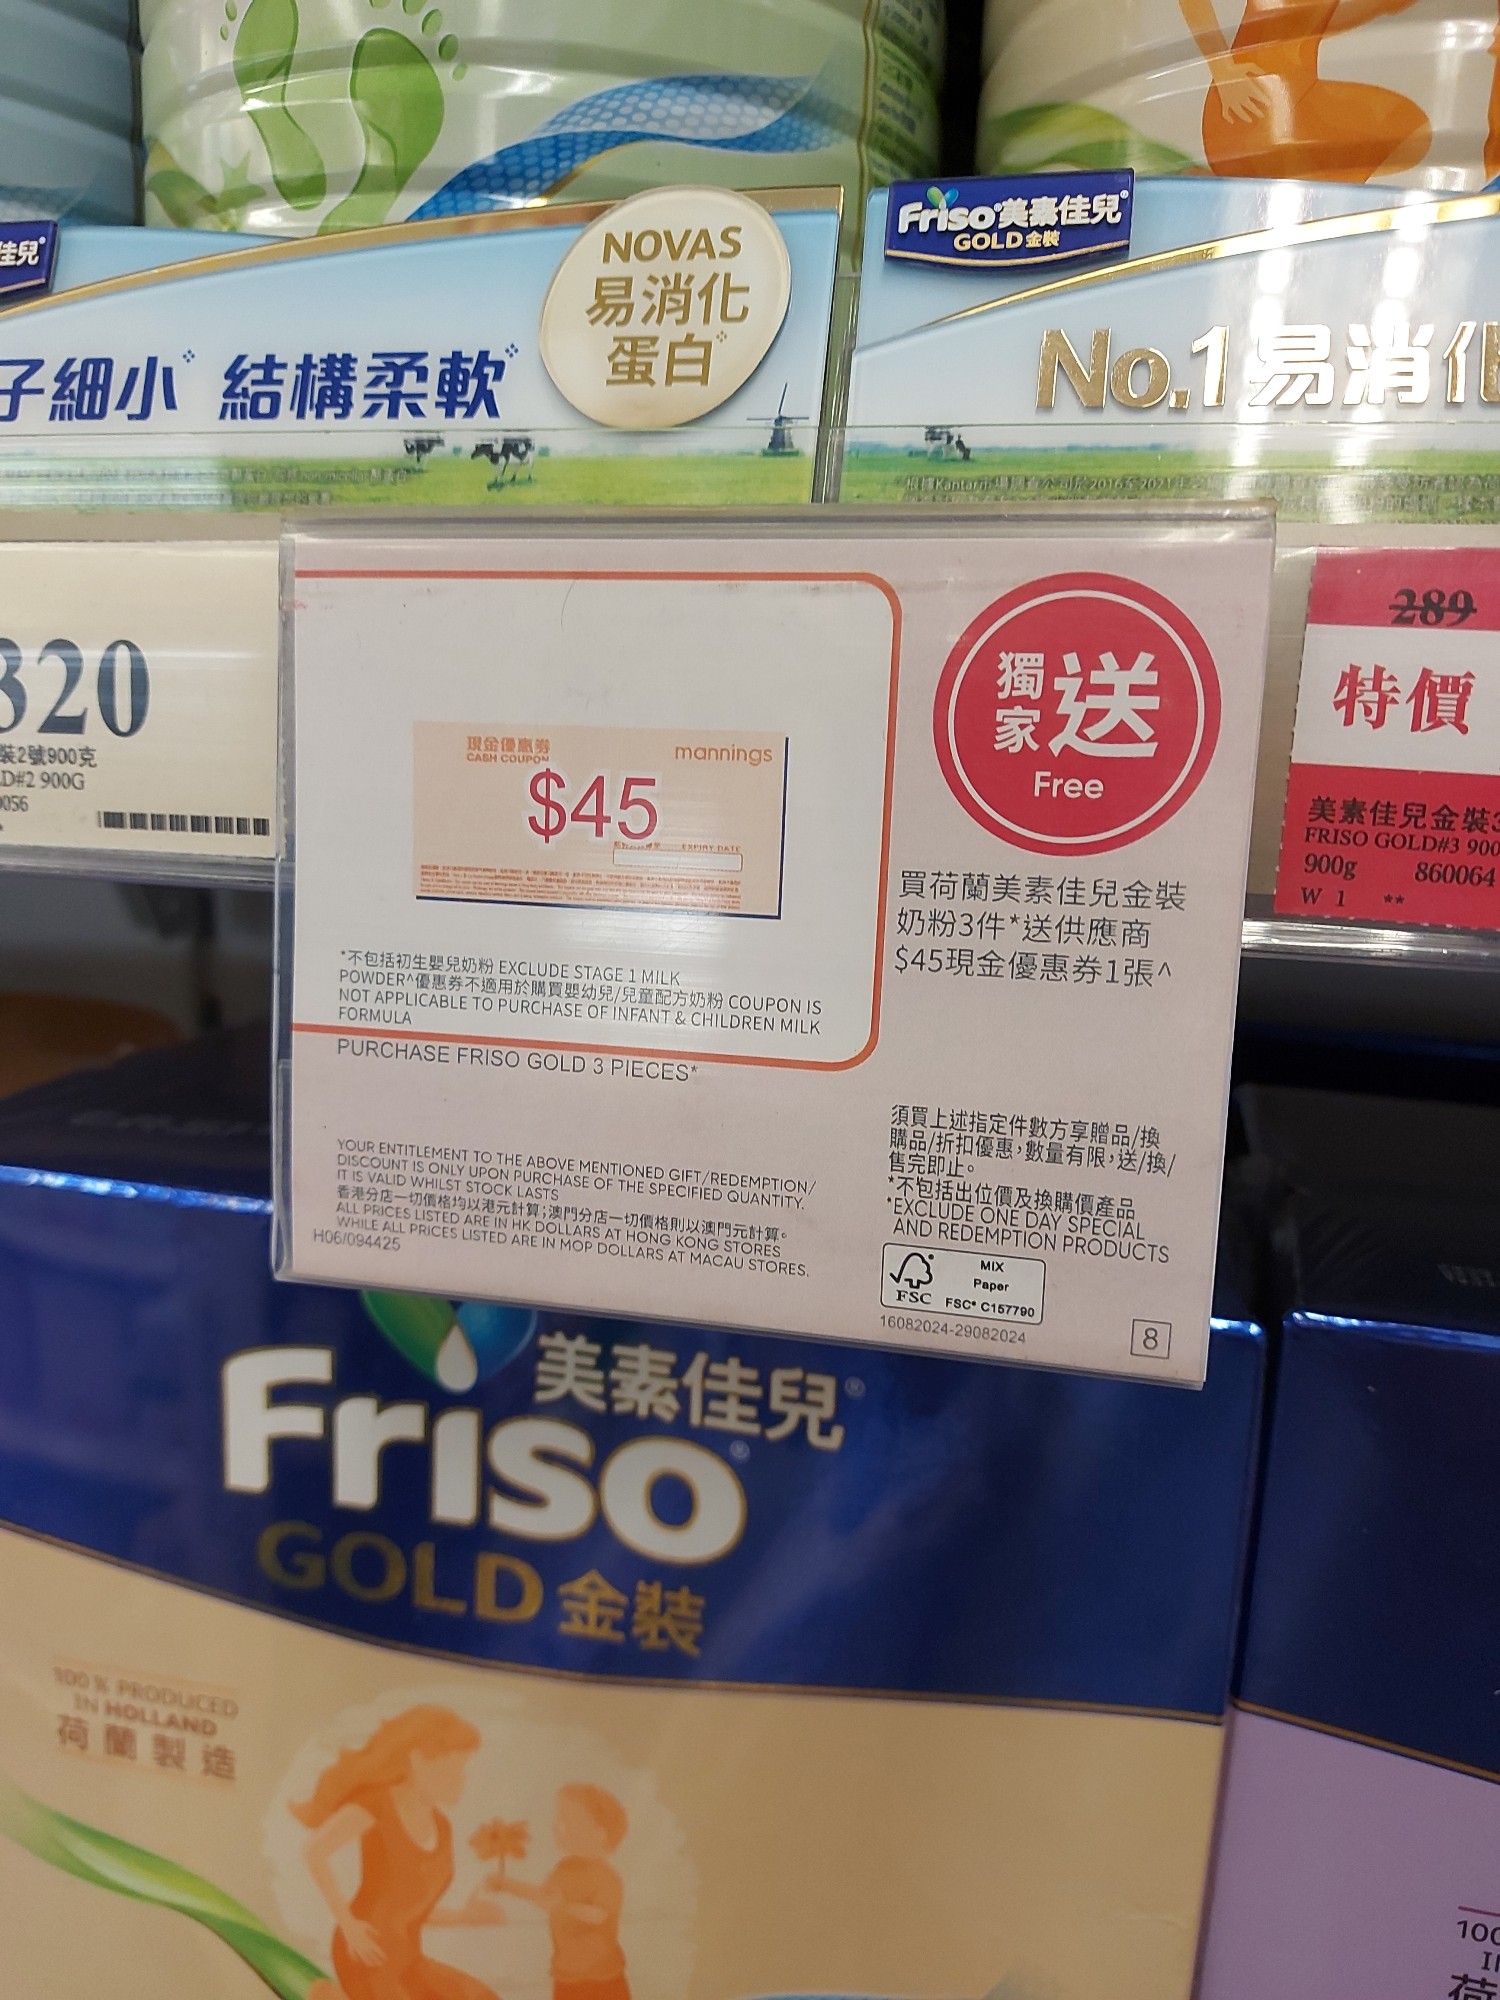 佳兒
子細小 結構柔軟
NOVAS
易消化
蛋白
Friso 美素佳兒
GOLD 金裝
No.1 易消
320
裝2號900克
D#2 900G
0056
現金優惠券
CASH COUPON
mannings
$45
EXPIRY DATE
*不包括初生嬰兒奶粉 EXCLUDE STAGE 1 MILK
POWDER^優惠券不適用於購買嬰幼兒/兒童配方奶粉 COUPON IS
NOT APPLICABLE TO PURCHASE OF INFANT & CHILDREN MILK
FORMULA
PURCHASE FRISO GOLD 3 PIECES*
YOUR ENTITLEMENT TO THE ABOVE MENTIONED GIFT/REDEMPTION/
DISCOUNT IS ONLY UPON PURCHASE OF THE SPECIFIED QUANTITY.
IT IS VALID WHILST STOCK LASTS
香港分店一切價格均以港元計算;澳門分店一切價格則以澳門元計算。
ALL PRICES LISTED ARE IN HK DOLLARS AT HONG KONG STORES
WHILE ALL PRICES LISTED ARE IN MOP DOLLARS AT MACAU STORES.
H06/094425
獨家送
Free
買荷蘭美素佳兒金裝
奶粉3件*送供應商
$45現金優惠券1張^
須買上述指定件數方享贈品/換
購品/折扣優惠,數量有限,送/換/
售完即止。
*不包括出位價及換購價產品
*EXCLUDE ONE DAY SPECIAL
AND REDEMPTION PRODUCTS
FSC
MIX
Paper
FSC® C157790
16082024-29082024
8
289
特價
美素佳兒金裝3
FRISO GOLD#3 900
900g 860064
W 1 **
美素佳兒®
Friso®
GOLD 金裝
100% PRODUCED
IN HOLLAND
荷蘭製造
100
荷